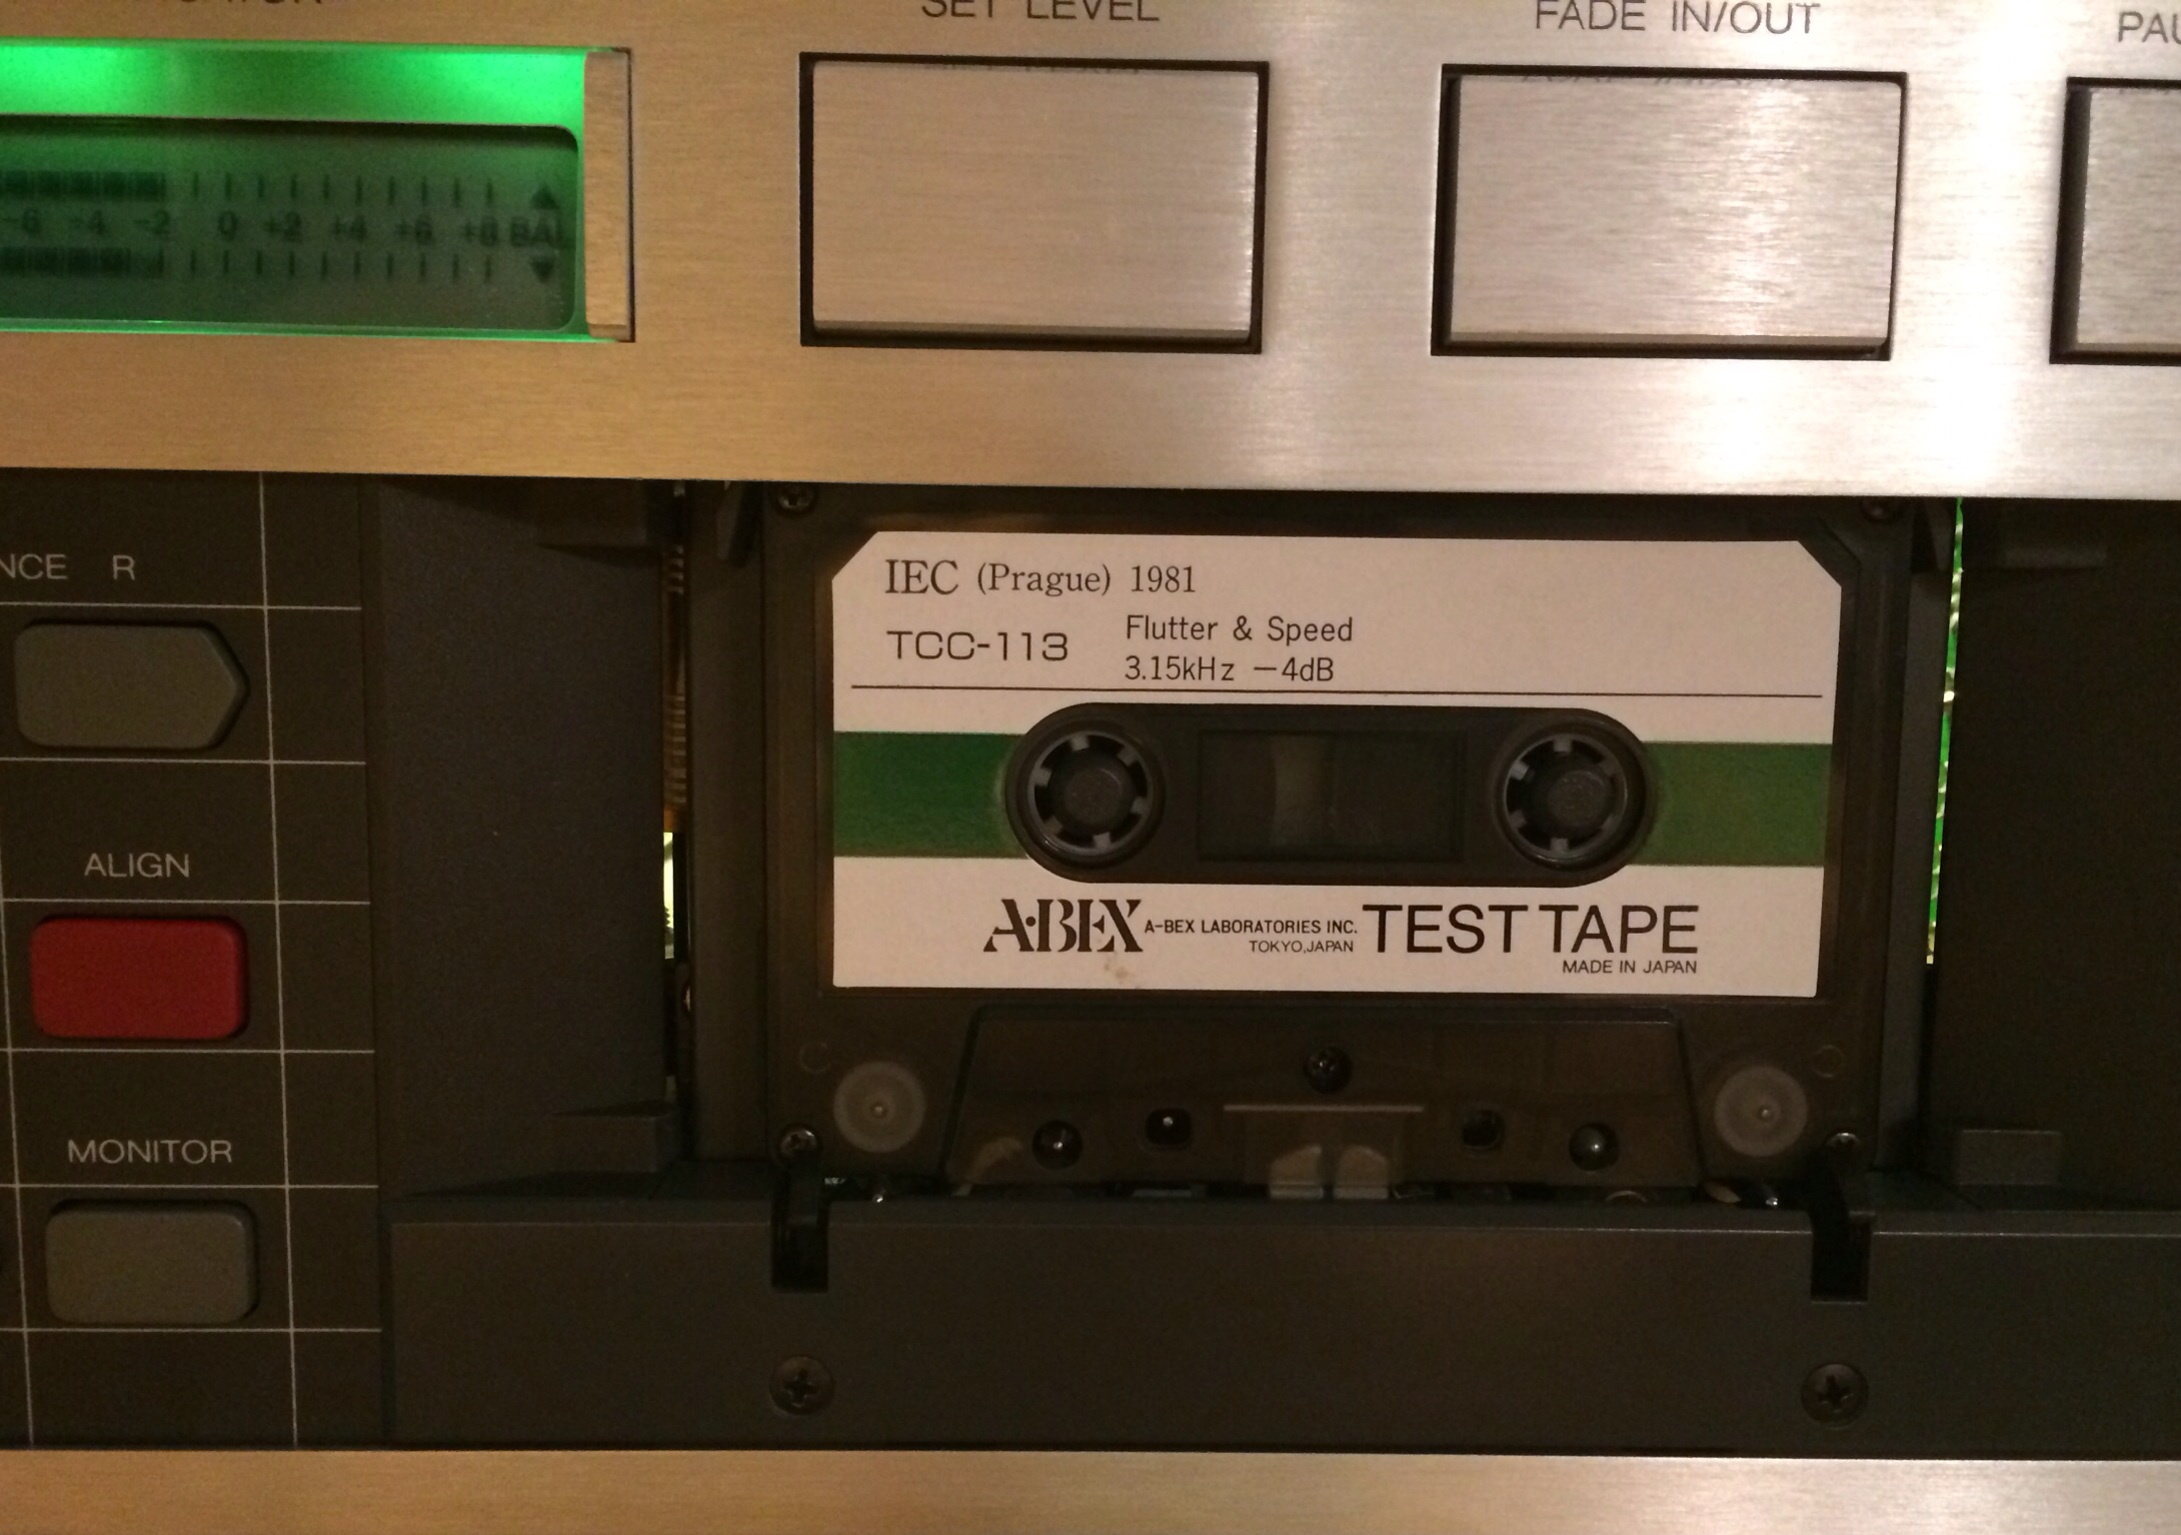 SET LEVEL
FADE IN/OUT
-6 -4 -2 0 +2 +4 +6 +8 BAL
R
ALIGN
MONITOR
IEC (Prague) 1981
TCC-113
Flutter & Speed
3.15kHz −4dB
A·BEX
A-BEX LABORATORIES INC.
TOKYO,JAPAN
TEST TAPE
MADE IN JAPAN